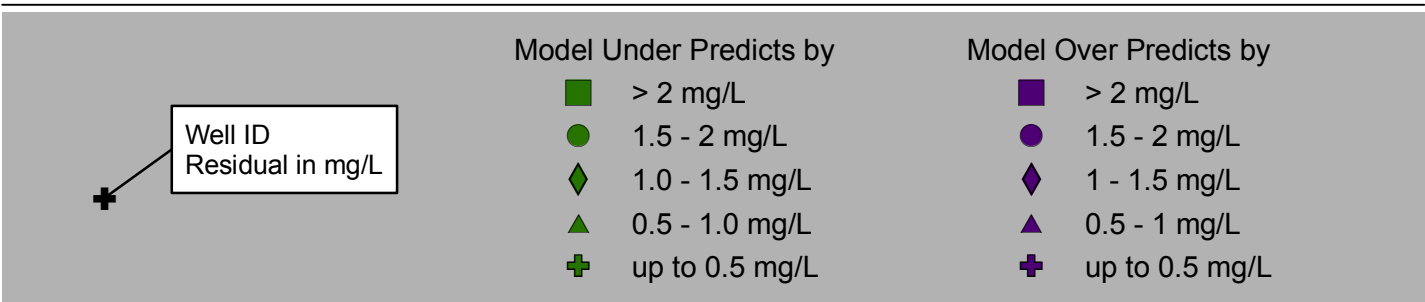 Well ID
Residual in mg/L
Model Under Predicts by
> 2 mg/L
1.5 - 2 mg/L
1.0 - 1.5 mg/L
0.5 - 1.0 mg/L
up to 0.5 mg/L
Model Over Predicts by
> 2 mg/L
1.5 - 2 mg/L
1 - 1.5 mg/L
0.5 - 1 mg/L
up to 0.5 mg/L